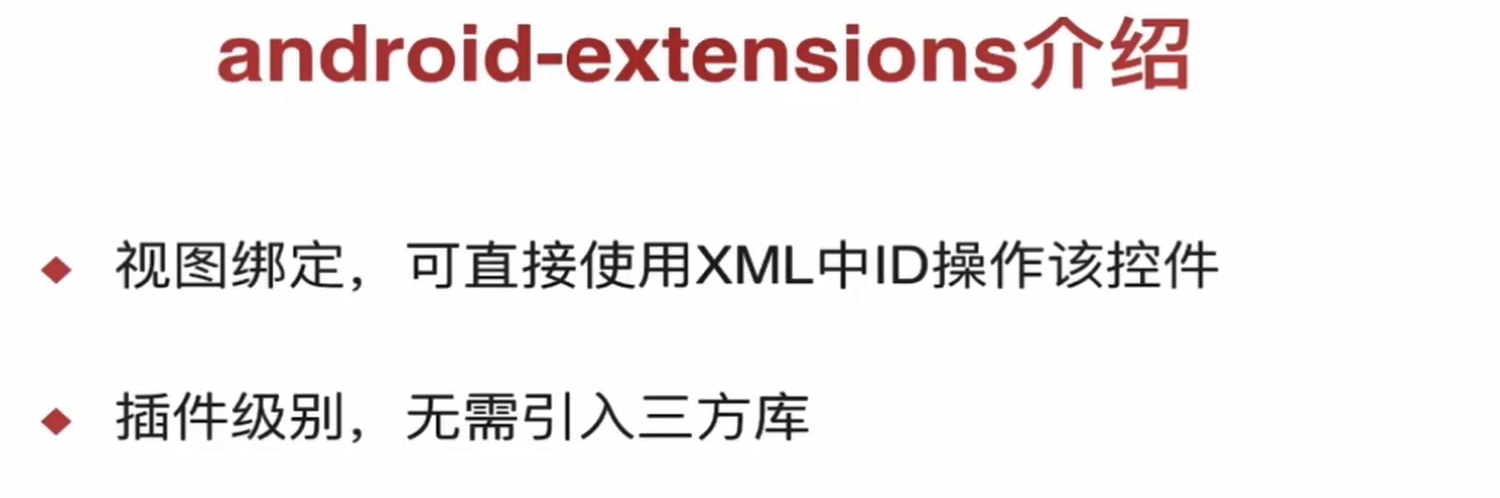 android-extensions介绍
视图绑定，可直接使用XML中ID操作该控件
插件级别，无需引入三方库